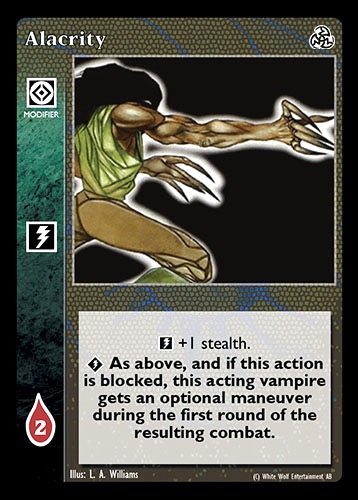 Alacrity
MODIFIER
+1 stealth.
As above, and if this action
is blocked, this acting vampire
gets an optional maneuver
during the first round of the
resulting combat.
2
Illus: L. A. Williams
(C) White Wolf Entertainment AB